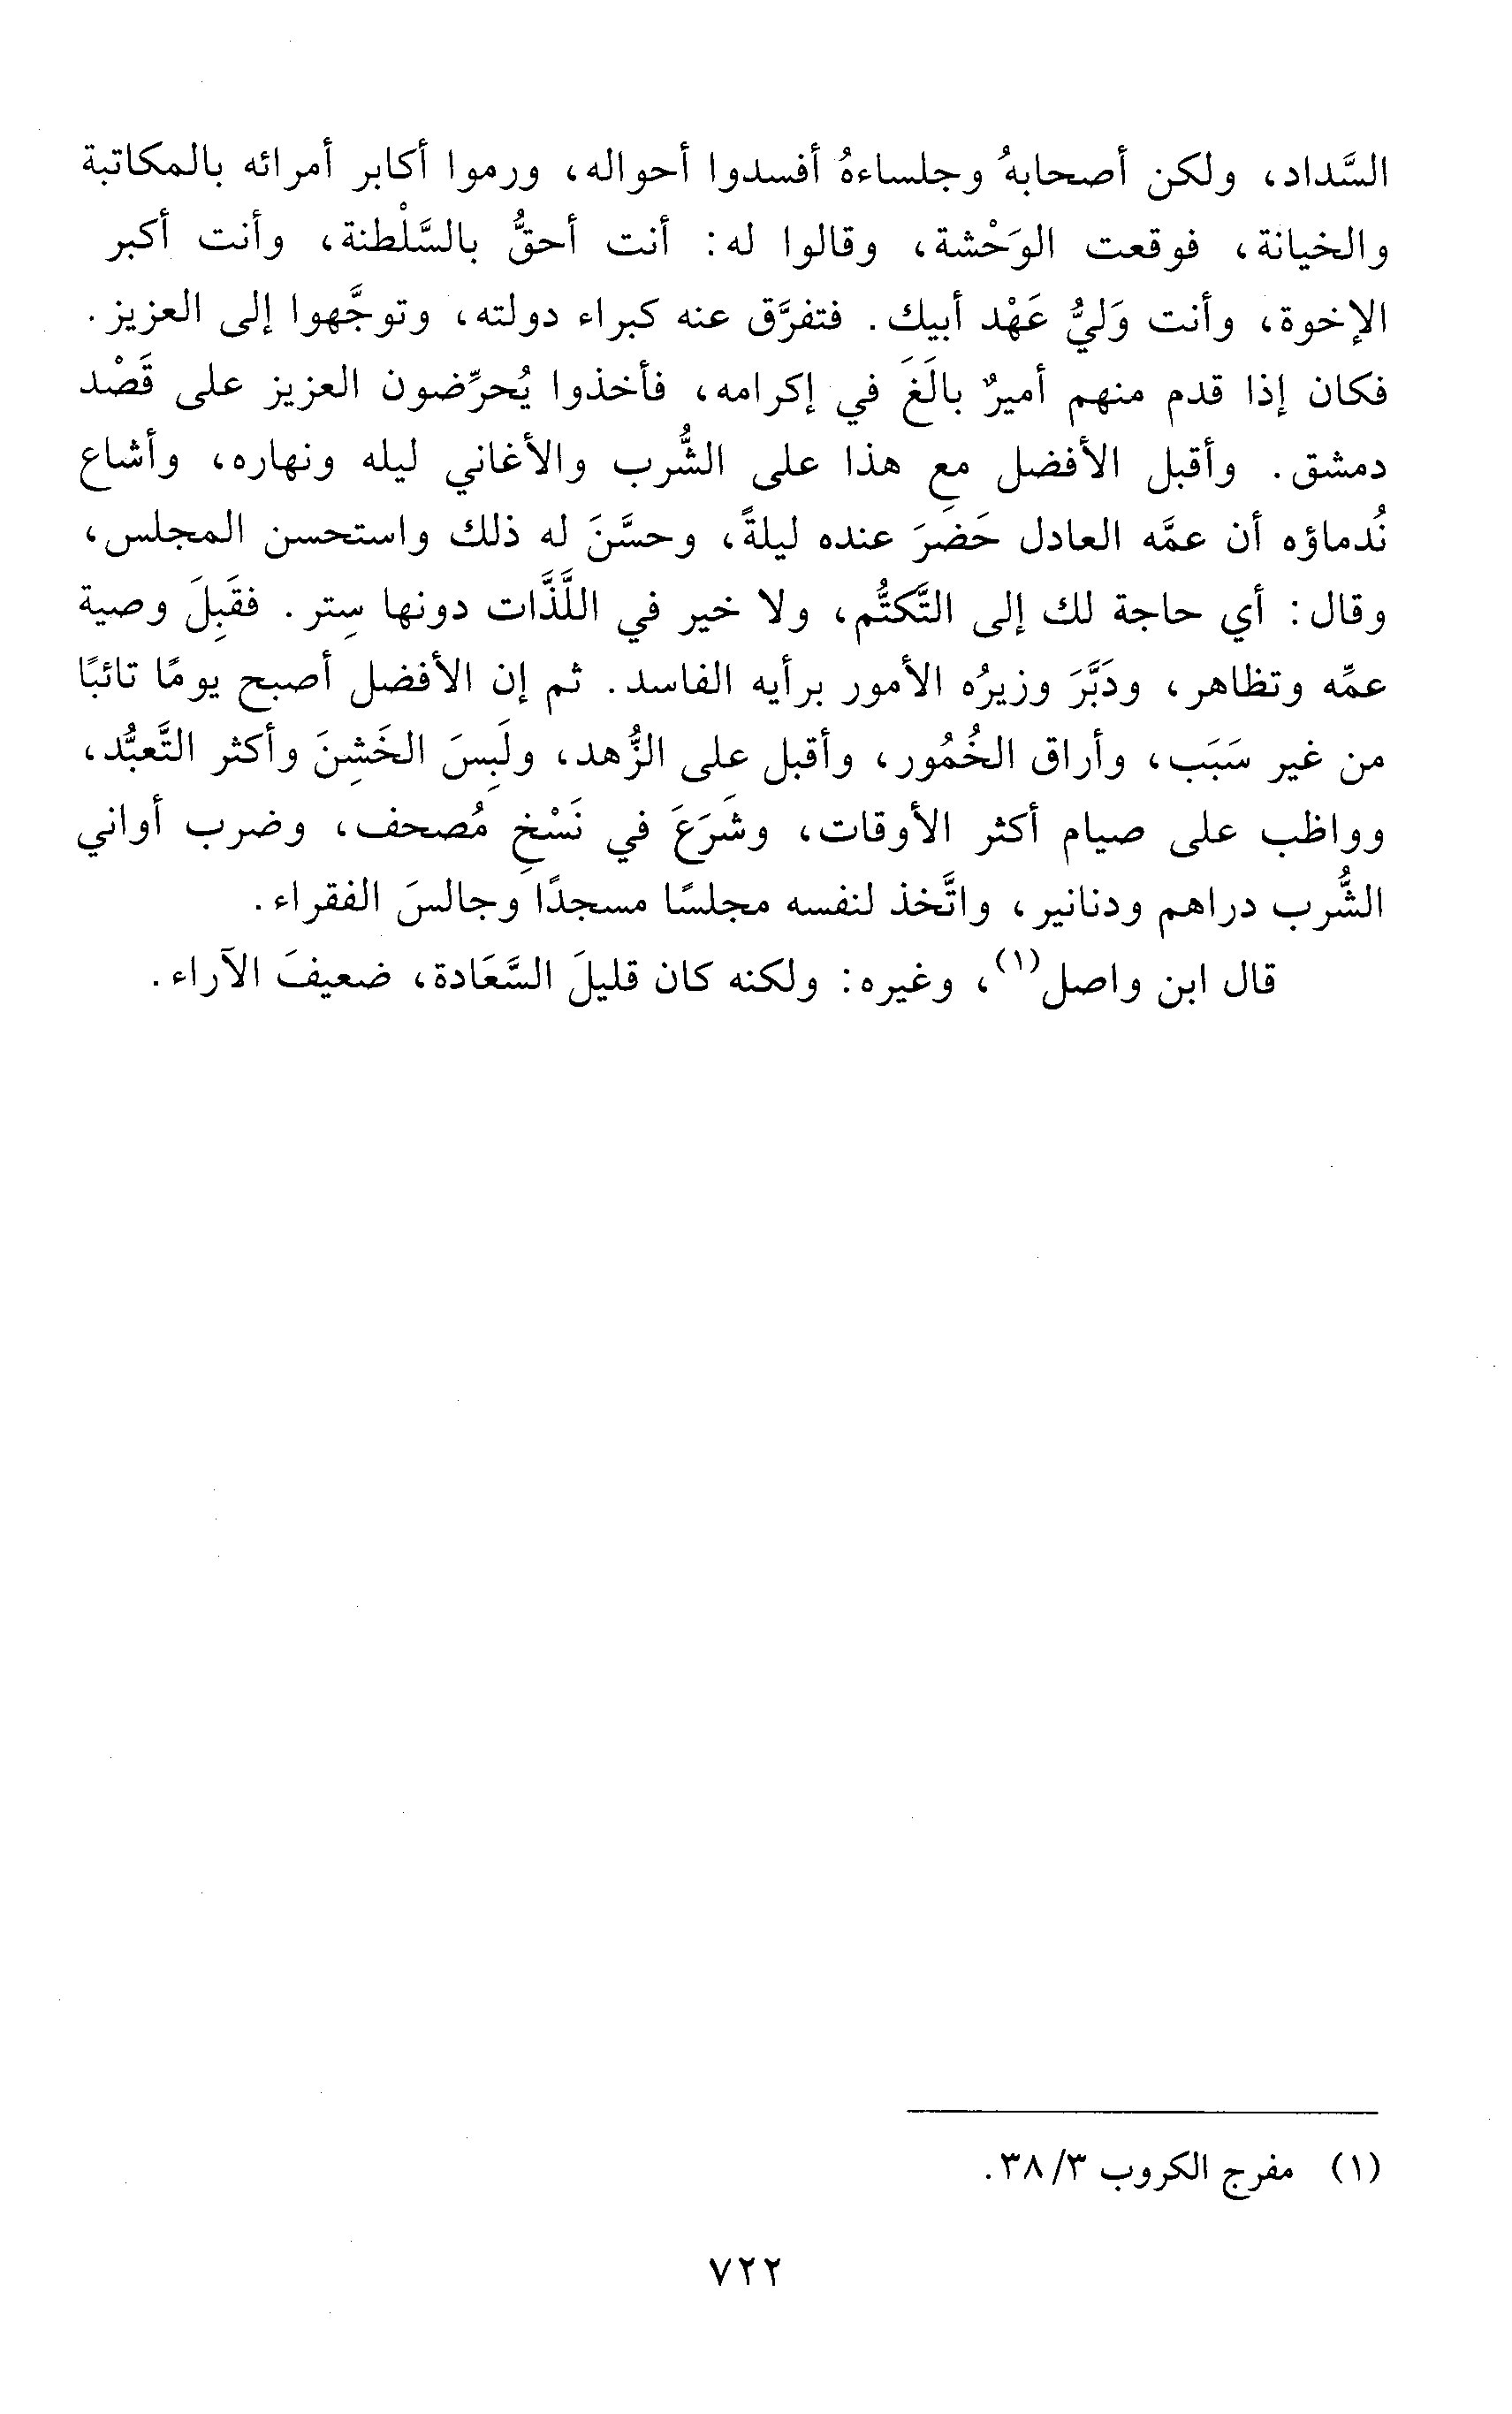 السَّداد، ولكن أصحابهُ وجلساءهُ أفسدوا أحواله، ورموا أكابر أمرائه بالمكاتبة
والخيانة، فوقعت الوَحْشة، وقالوا له: أنت أحقُّ بالسَّلْطنة، وأنت أكبر
الإخوة، وأنت وَليُّ عَهْد أبيك. فتفرَّق عنه كبراء دولته، وتوجَّهوا إلى العزيز.
فكان إذا قدم منهم أميرٌ بالَغَ في إكرامه، فأخذوا يُحرِّضون العزيز على قَصْد
دمشق. وأقبل الأفضل مع هذا على الشُّرب والأغاني ليله ونهاره، وأشاع
نُدماؤه أن عمَّه العادل حَضرَ عنده ليلةً، وحسَّنَ له ذلك واستحسن المجلس،
وقال: أي حاجة لك إلى التَّكتُّم، ولا خير في اللَّذَّات دونها سِتر. فقَبِلَ وصية
عمِّه وتظاهر، ودَبَّرَ وزيرُه الأمور برأيه الفاسد. ثم إن الأفضل أصبح يومًا تائبًا
من غير سَبَب، وأراق الخُمُور، وأقبل على الزُّهد، ولَبِسَ الخَشِنَ وأكثر التَّعبُّد،
وواظب على صيام أكثر الأوقات، وشَرَعَ في نَسْخِ مُصحف، وضرب أواني
الشُّرب دراهم ودنانير، واتَّخذ لنفسه مجلسًا مسجدًا وجالسَ الفقراء.
قال ابن واصل(١)، وغيره: ولكنه كان قليلَ السَّعَادة، ضعيفَ الآراء.
(١) مفرج الكروب ٣/ ٣٨.
٧٢٢